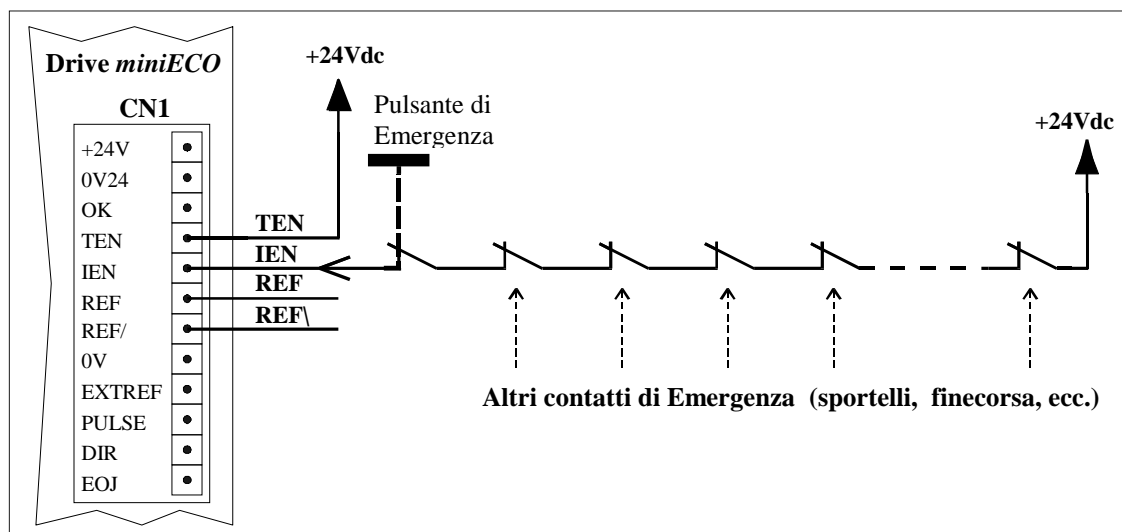 Drive miniECO
CN1
+24V
0V24
OK
TEN
IEN
REF
REF/
0V
EXTREF
PULSE
DIR
EOJ
TEN
IEN
REF
REF\
+24Vdc
Pulsante di
Emergenza
+24Vdc
Altri contatti di Emergenza (sportelli, finecorsa, ecc.)